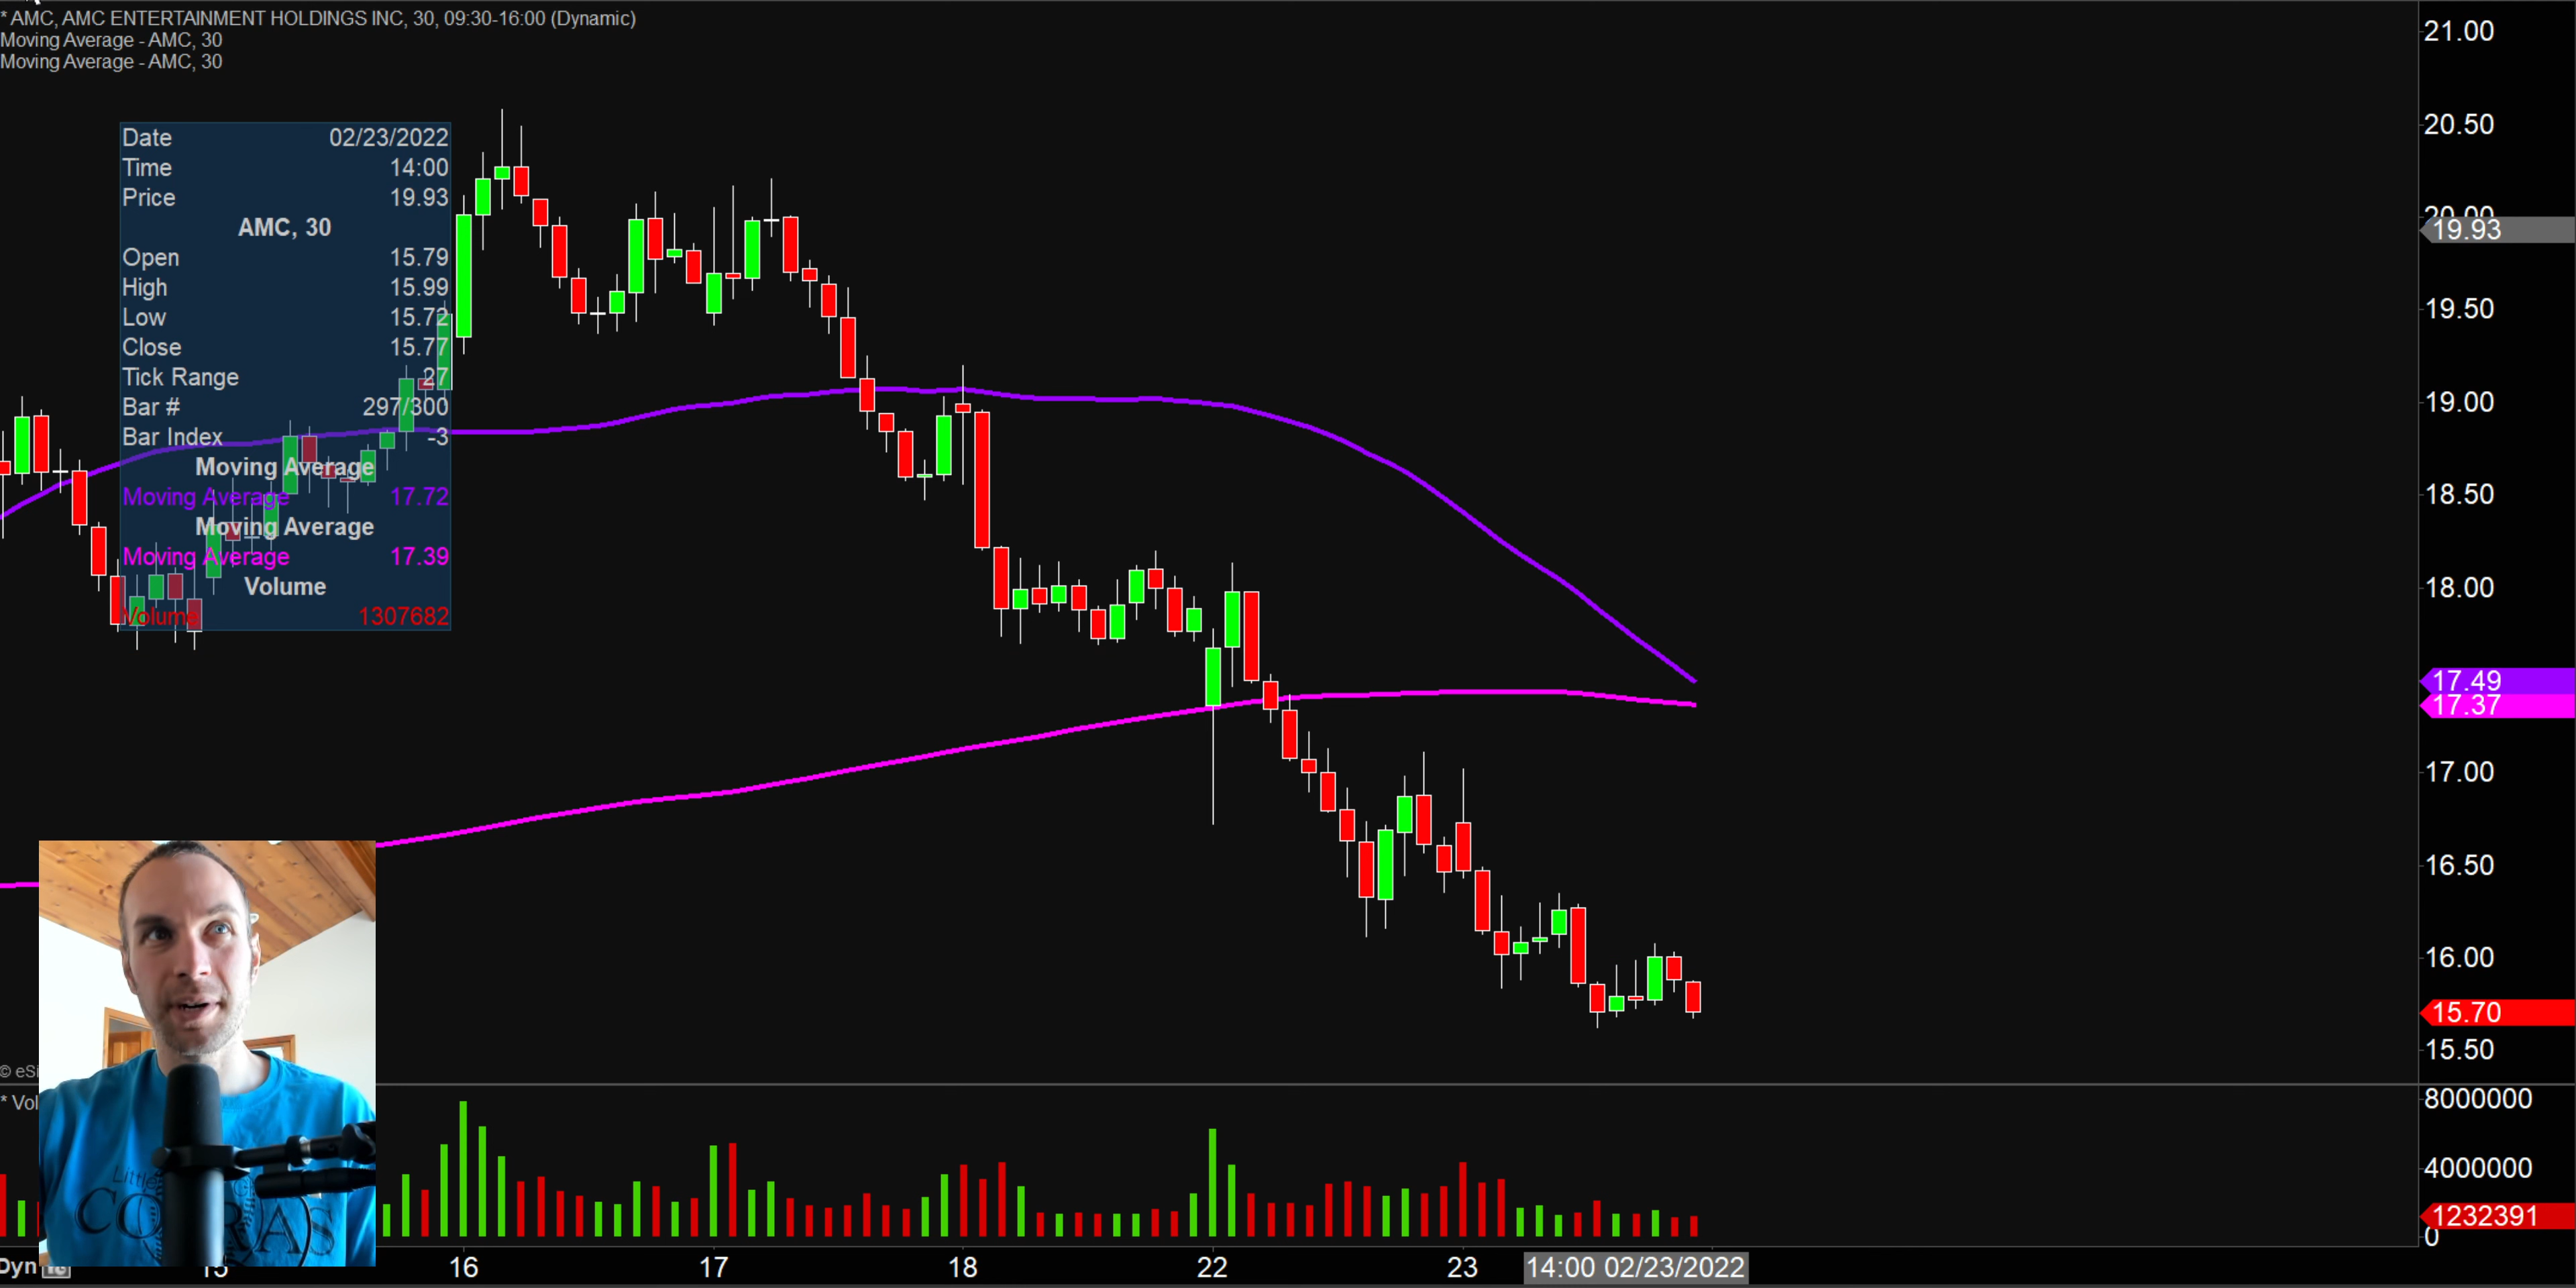 * AMC, AMC ENTERTAINMENT HOLDINGS INC, 30, 09:30-16:00 (Dynamic)
Moving Average - AMC, 30
Moving Average - AMC, 30
Date 02/23/2022
Time 14:00
Price 19.93
AMC, 30
Open 15.79
High 15.99
Low 15.72
Close 15.77
Tick Range 27
Bar # 297/300
Bar Index -3
Moving Average
Moving Average 17.72
Moving Average
Moving Average 17.39
Volume
Volume 1307682
21.00
20.50
20.00
19.93
19.50
19.00
18.50
18.00
17.49
17.37
17.00
16.50
16.00
15.70
15.50
© eSi
* Vol
8000000
4000000
1232391
0
Little
Dyn
15 16 17 18 22 23 14:00 02/23/2022